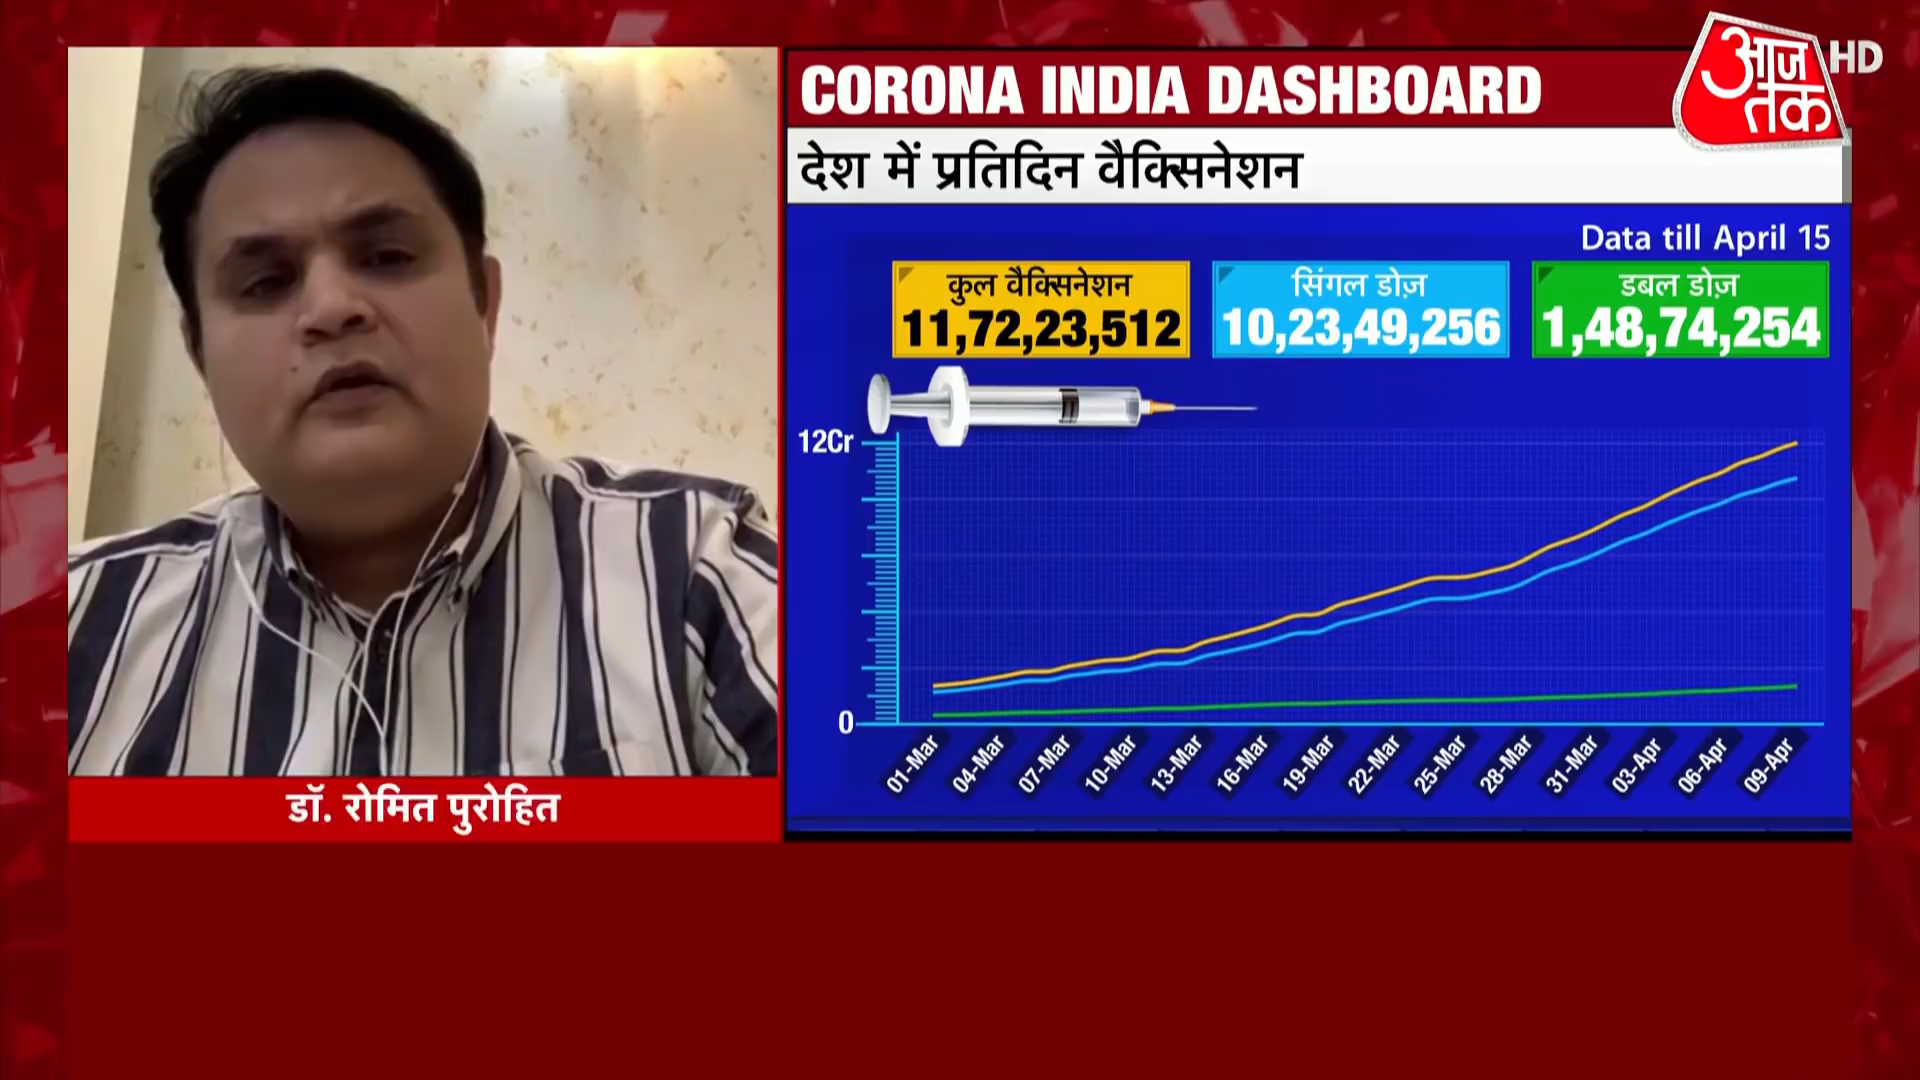 CORONA INDIA DASHBOARD
आज तक HD
देश में प्रतिदिन वैक्सिनेशन
Data till April 15
कुल वैक्सिनेशन
11,72,23,512
सिंगल डोज़
10,23,49,256
डबल डोज़
1,48,74,254
12Cr
0
01-Mar 04-Mar 07-Mar 10-Mar 13-Mar 16-Mar 19-Mar 22-Mar 25-Mar 28-Mar 31-Mar 03-Apr 06-Apr 09-Apr
डॉ. रोमित पुरोहित